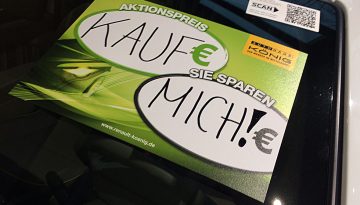 AKTIONSPREIS
KAUF €
SIE SPAREN
MICH! €
KÖNIG
www.renault-koenig.de
SCAN